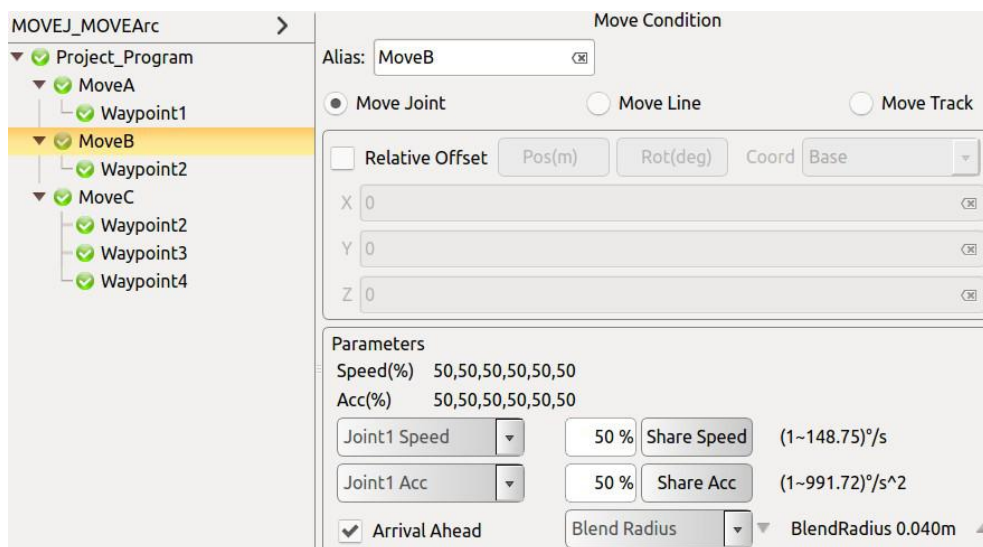 MOVEJ_MOVEArc
Project_Program
MoveA
Waypoint1
MoveB
Waypoint2
MoveC
Waypoint2
Waypoint3
Waypoint4
Move Condition
Alias: MoveB
Move Joint Move Line Move Track
Relative Offset Pos(m) Rot(deg) Coord Base
X 0
Y 0
Z 0
Parameters
Speed(%) 50,50,50,50,50,50
Acc(%) 50,50,50,50,50,50
Joint1 Speed 50 % Share Speed (1~148.75)°/s
Joint1 Acc 50 % Share Acc (1~991.72)°/s^2
Arrival Ahead Blend Radius BlendRadius 0.040m